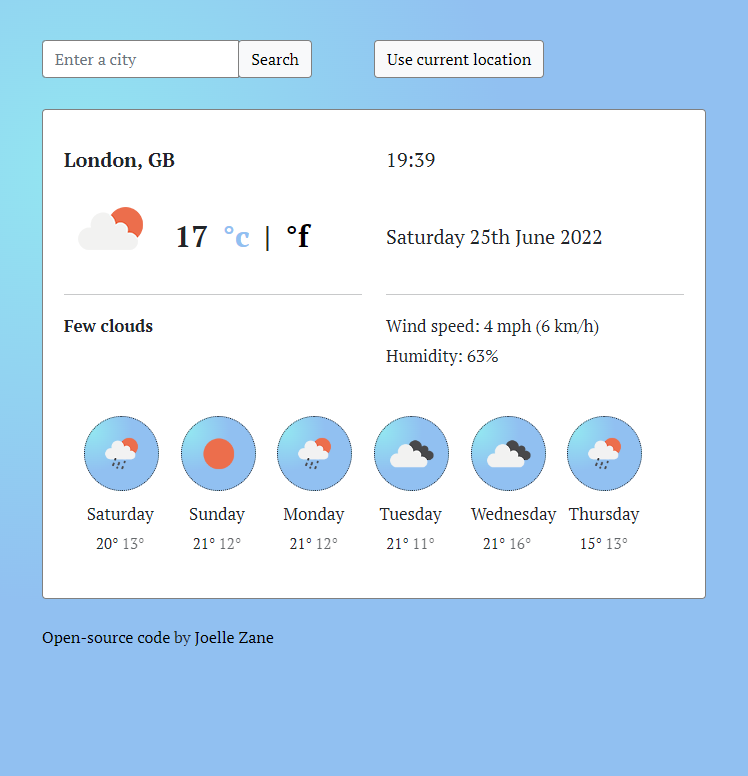 Enter a city Search Use current location
London, GB 19:39
17 °c | °f Saturday 25th June 2022
Few clouds Wind speed: 4 mph (6 km/h)
Humidity: 63%
Saturday Sunday Monday Tuesday Wednesday Thursday
20° 13° 21° 12° 21° 12° 21° 11° 21° 16° 15° 13°
Open-source code by Joelle Zane